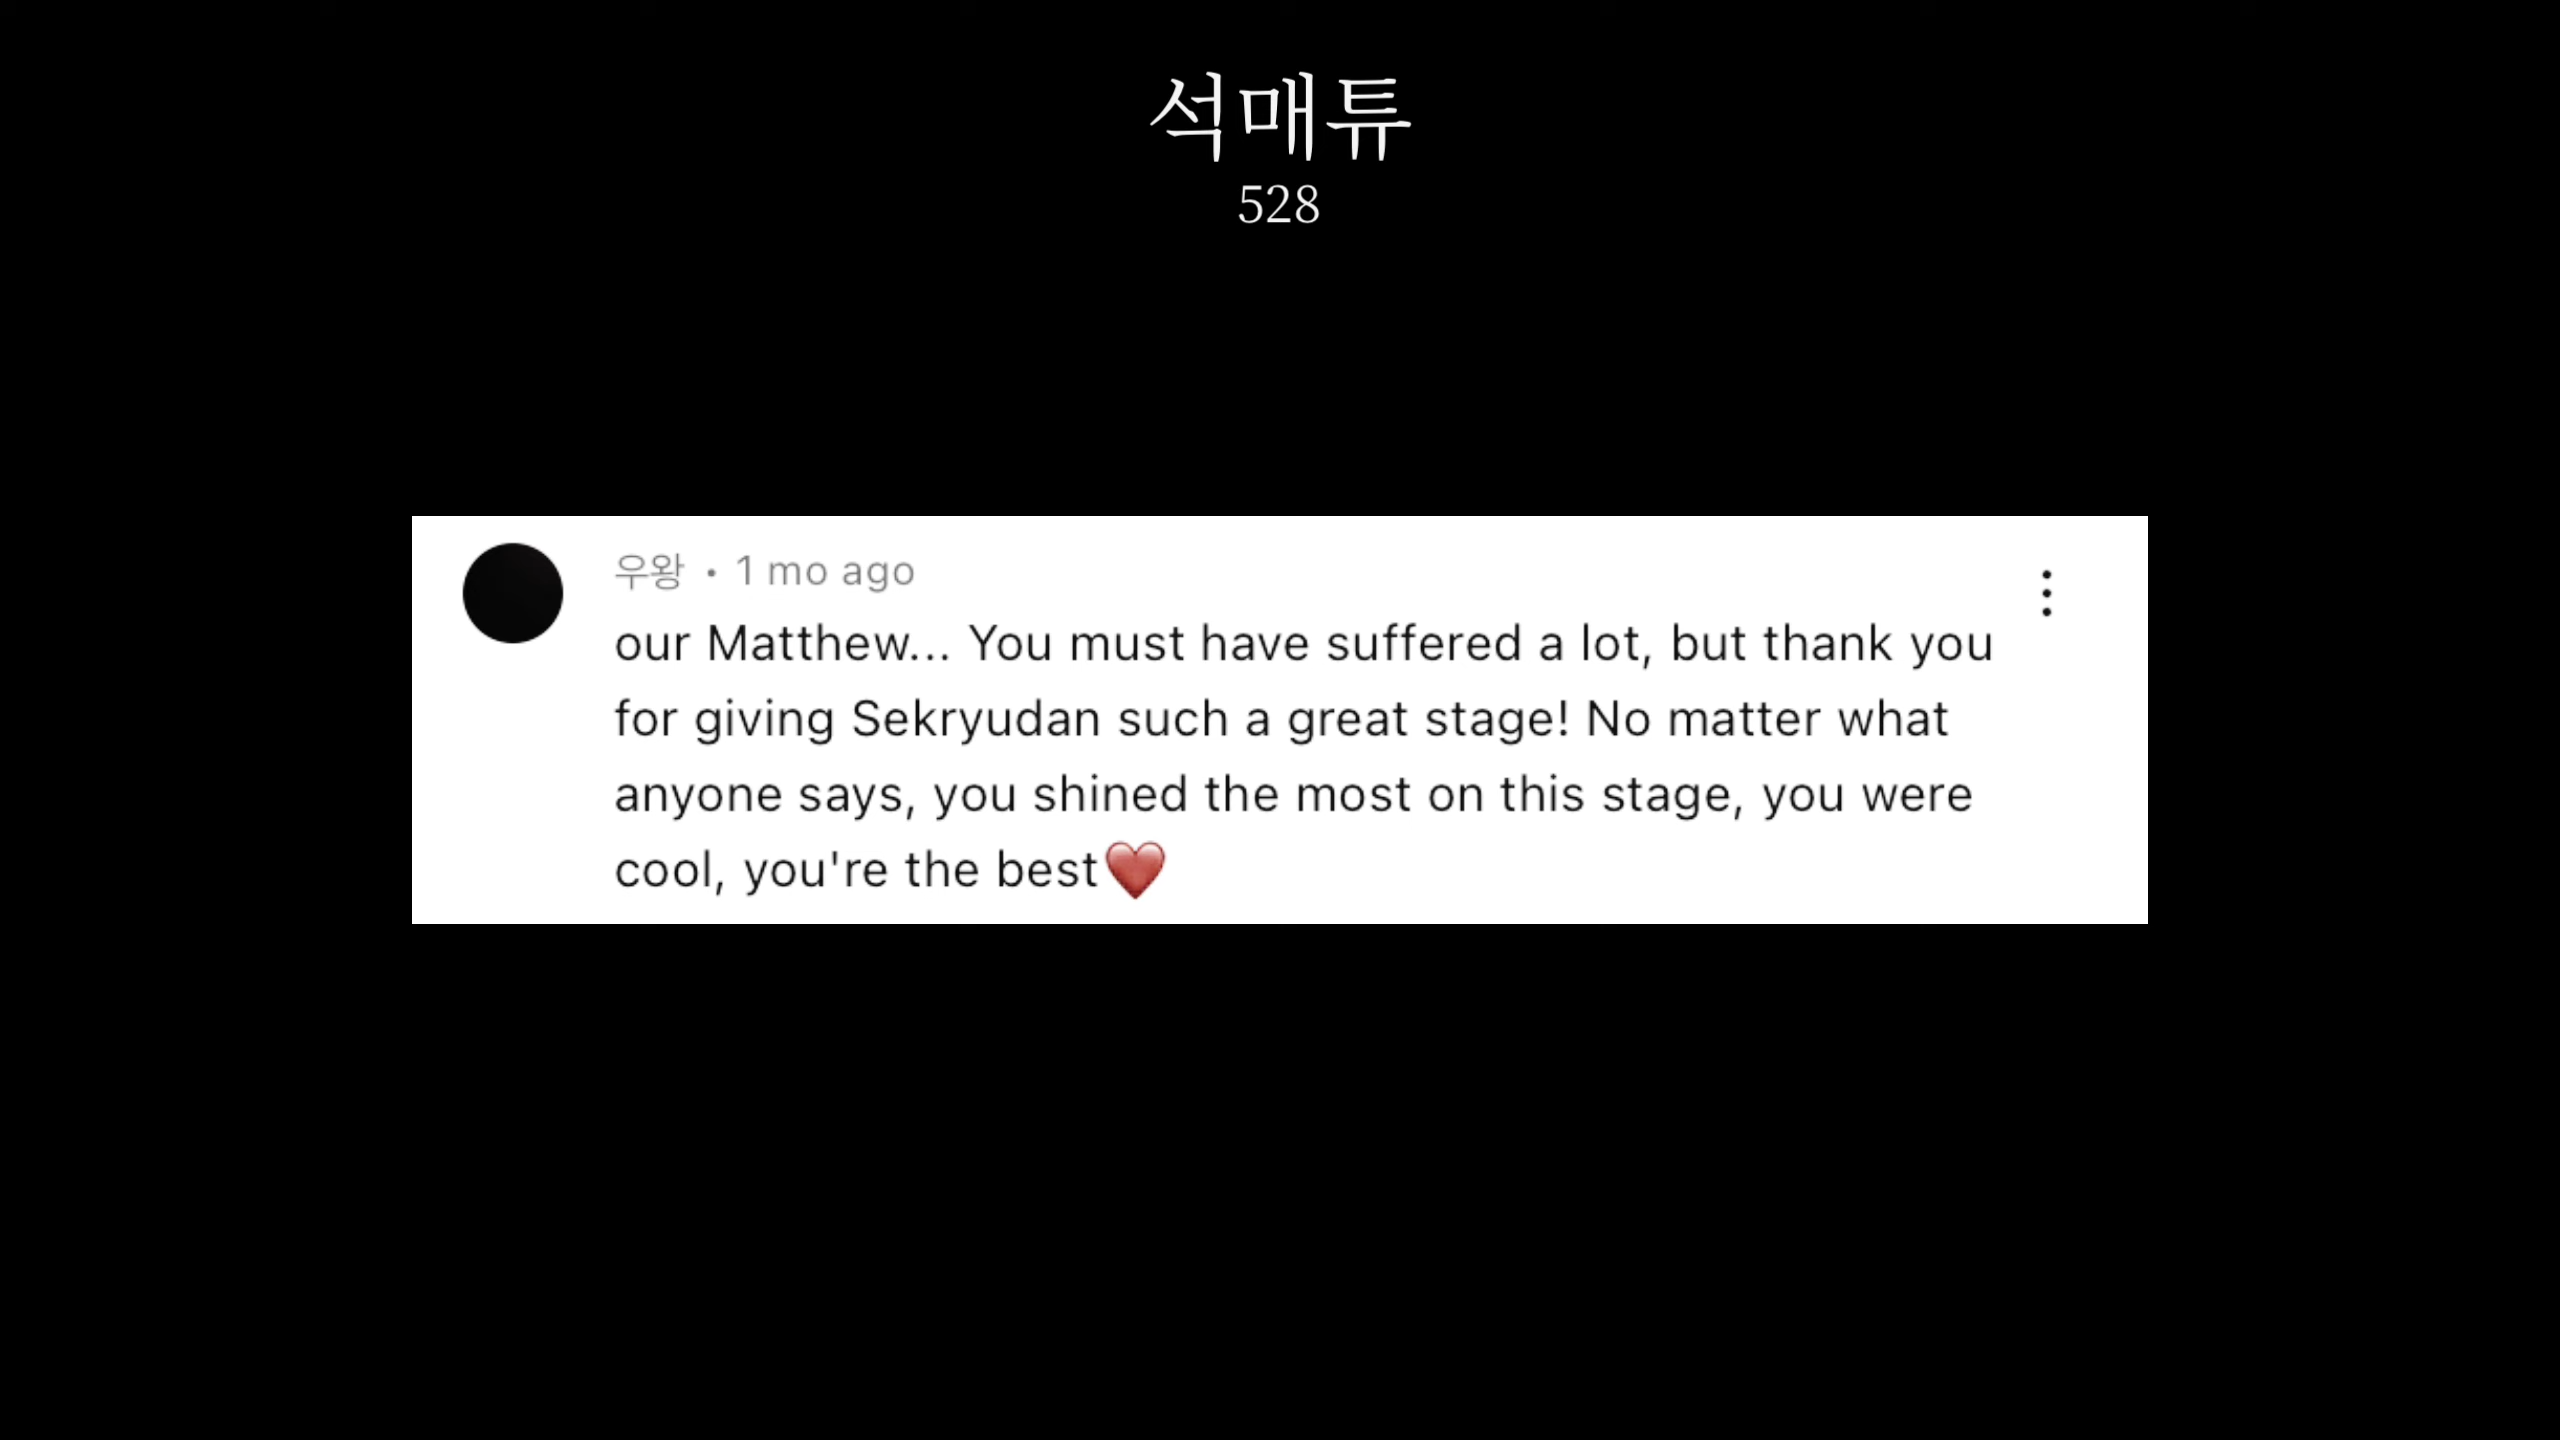 석매튜
528
우왕 • 1 mo ago
our Matthew... You must have suffered a lot, but thank you
for giving Sekryudan such a great stage! No matter what
anyone says, you shined the most on this stage, you were
cool, you're the best❤️